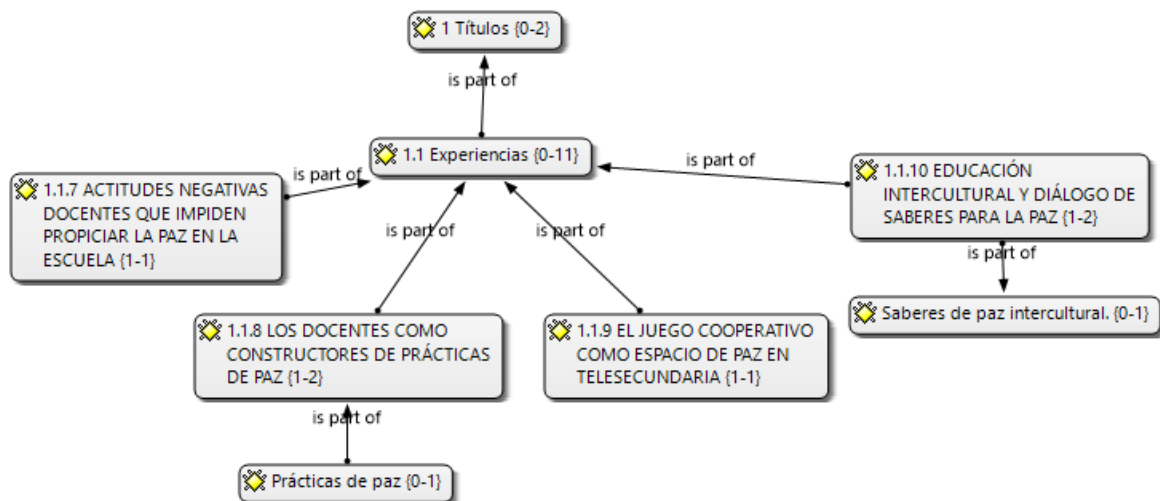 1 Títulos {0-2}
is part of
1.1 Experiencias {0-11}
is part of
is part of
1.1.7 ACTITUDES NEGATIVAS
DOCENTES QUE IMPIDEN
PROPICIAR LA PAZ EN LA
ESCUELA {1-1}
1.1.10 EDUCACIÓN
INTERCULTURAL Y DIÁLOGO DE
SABERES PARA LA PAZ {1-2}
is part of
is part of
is part of
Saberes de paz intercultural. {0-1}
1.1.8 LOS DOCENTES COMO
CONSTRUCTORES DE PRÁCTICAS
DE PAZ {1-2}
1.1.9 EL JUEGO COOPERATIVO
COMO ESPACIO DE PAZ EN
TELESECUNDARIA {1-1}
is part of
Prácticas de paz {0-1}